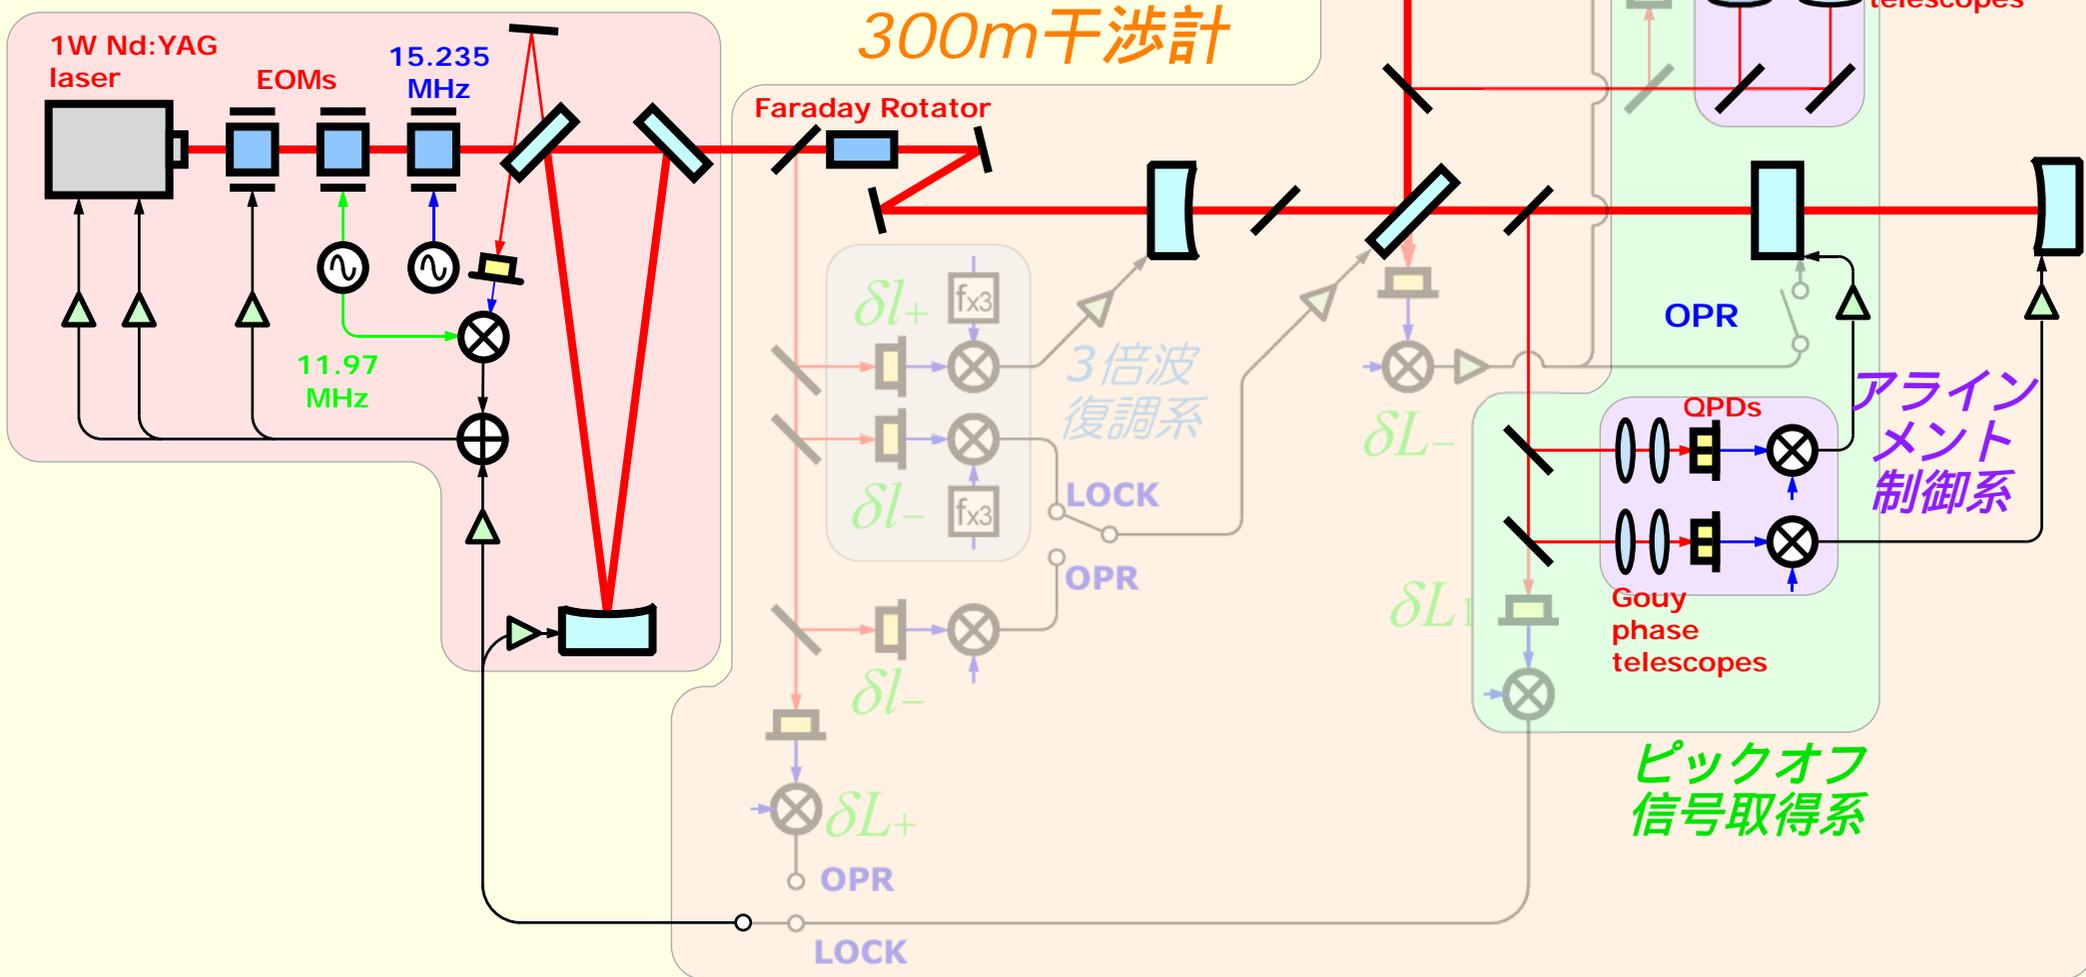 300m干渉計
telescopes
1W Nd:YAG
laser
EOMs
15.235
MHz
Faraday Rotator
11.97
MHz
δl+
fx3
3倍波
復調系
δl−
fx3
LOCK
OPR
δl−
δL+
OPR
LOCK
δL−
OPR
δL1
QPDs
アライン
メント
制御系
Gouy
phase
telescopes
ピックオフ
信号取得系